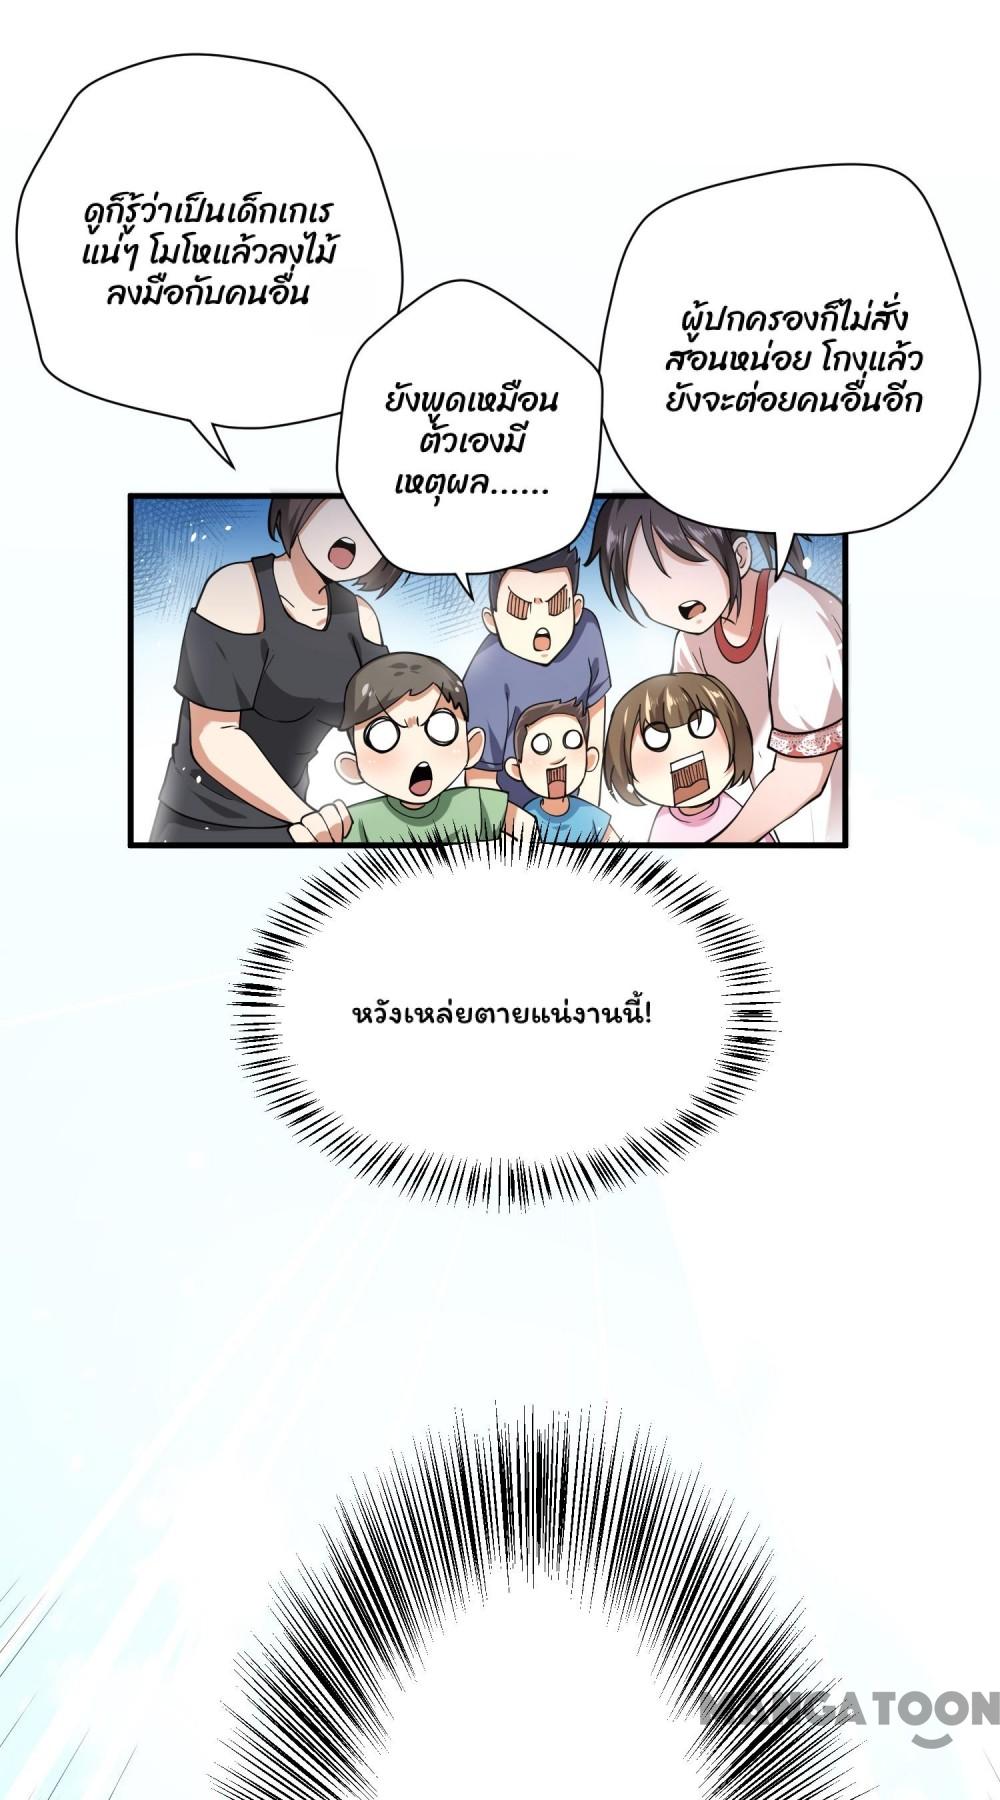 ดูก็รู้ว่าเป็นเด็กเกเร
แน่ๆ โมโหแล้วลงไม้
ลงมือกับคนอื่น
ผู้ปกครองก็ไม่สั่ง
สอนหน่อย โกงแล้ว
ยังจะต่อยคนอื่นอีก
ยังพูดเหมือน
ตัวเองมี
เหตุผล......
หวังเหล่ยตายแน่งานนี้!
MANGATOON